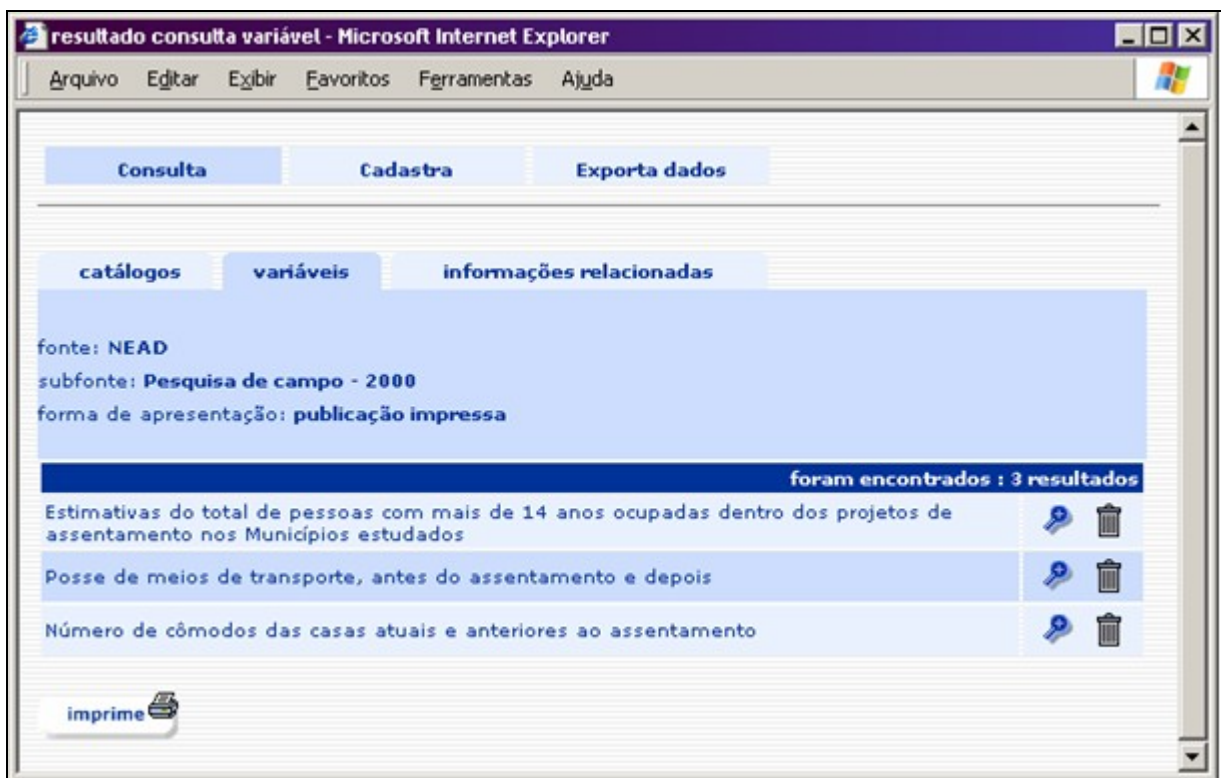 resultado consulta variável - Microsoft Internet Explorer
Arquivo Editar Exibir Favoritos Ferramentas Ajuda
Consulta Cadastra Exporta dados
catálogos variáveis informações relacionadas
fonte: NEAD
subfonte: Pesquisa de campo - 2000
forma de apresentação: publicação impressa
foram encontrados : 3 resultados
Estimativas do total de pessoas com mais de 14 anos ocupadas dentro dos projetos de
assentamento nos Municípios estudados
Posse de meios de transporte, antes do assentamento e depois
Número de cômodos das casas atuais e anteriores ao assentamento
imprime